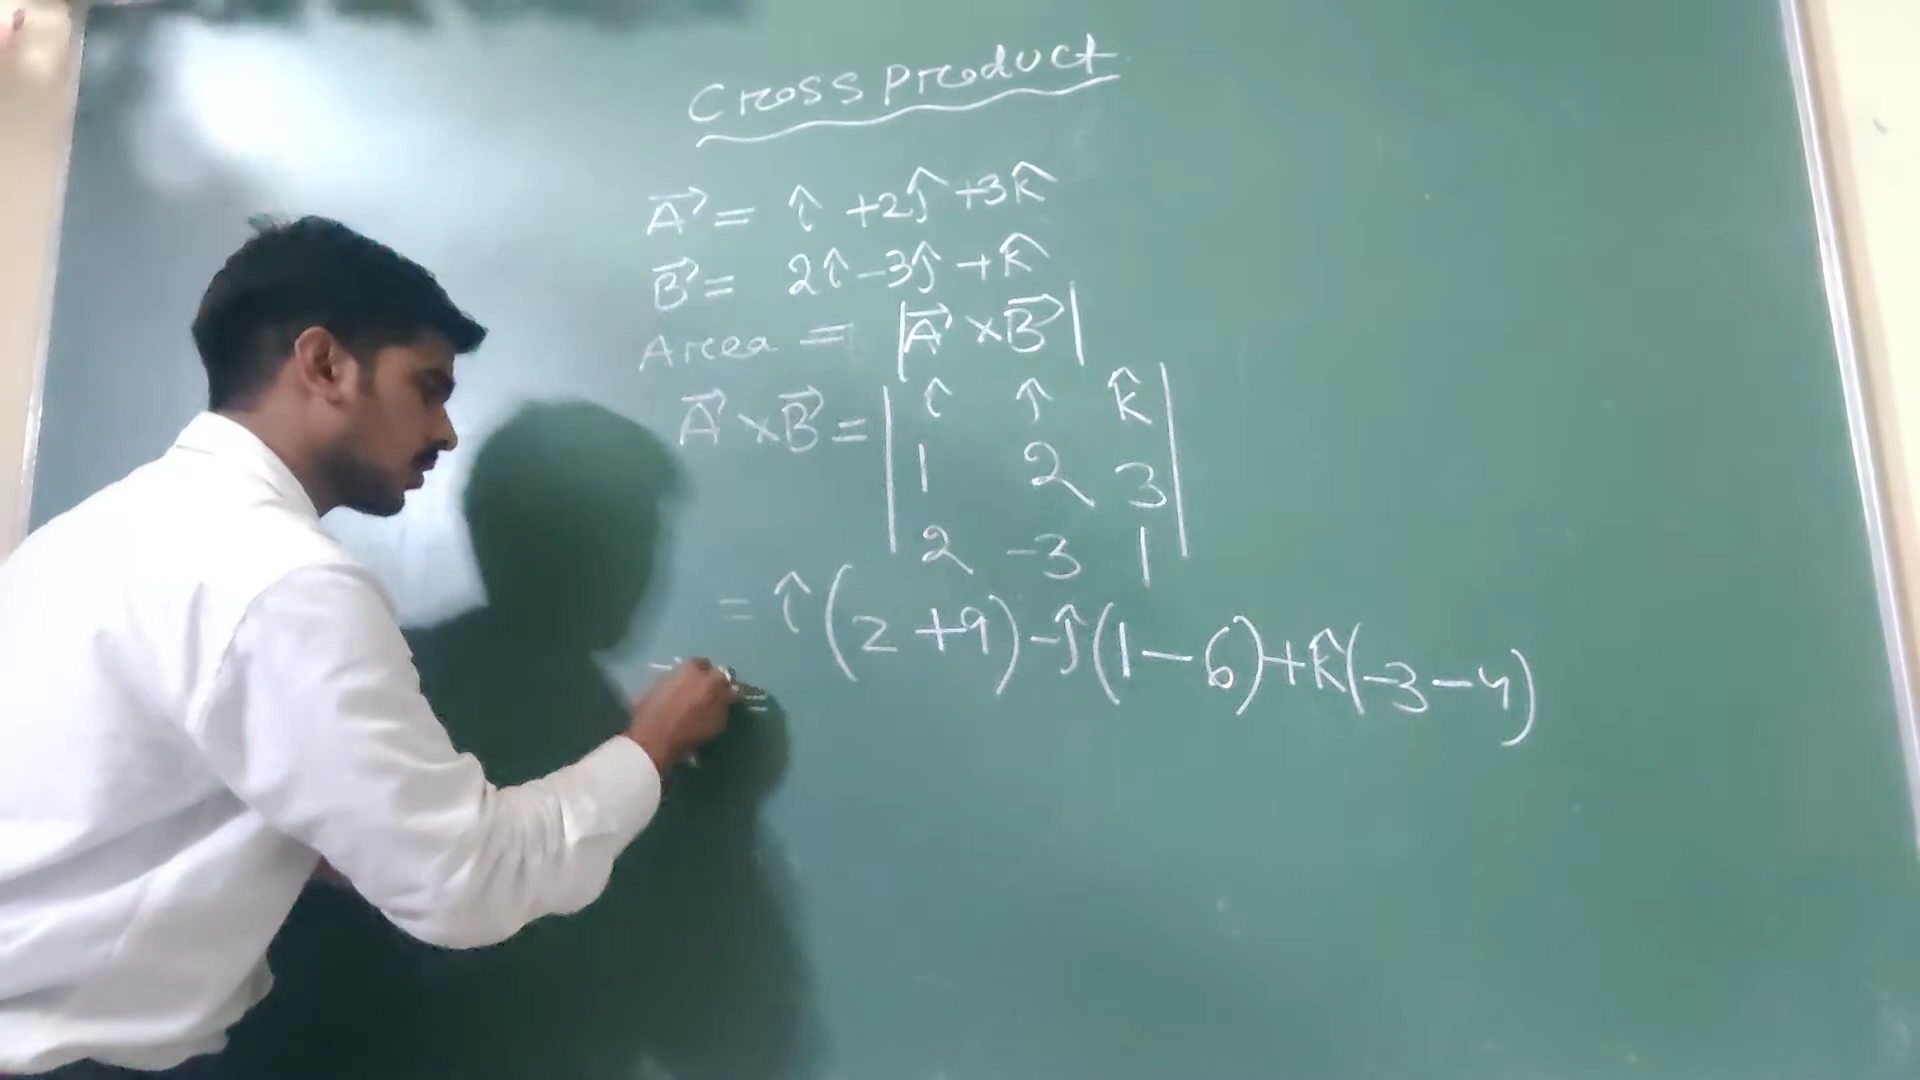 Cross product
A⃗ = î + 2ĵ + 3k̂
B⃗ = 2î - 3ĵ + k̂
Area = |A⃗ × B⃗|
A⃗ × B⃗ = | î ĵ k̂ |
| 1 2 3 |
| 2 -3 1 |
= î (2 + 9) - ĵ (1 - 6) + k̂ (-3 - 4)
=